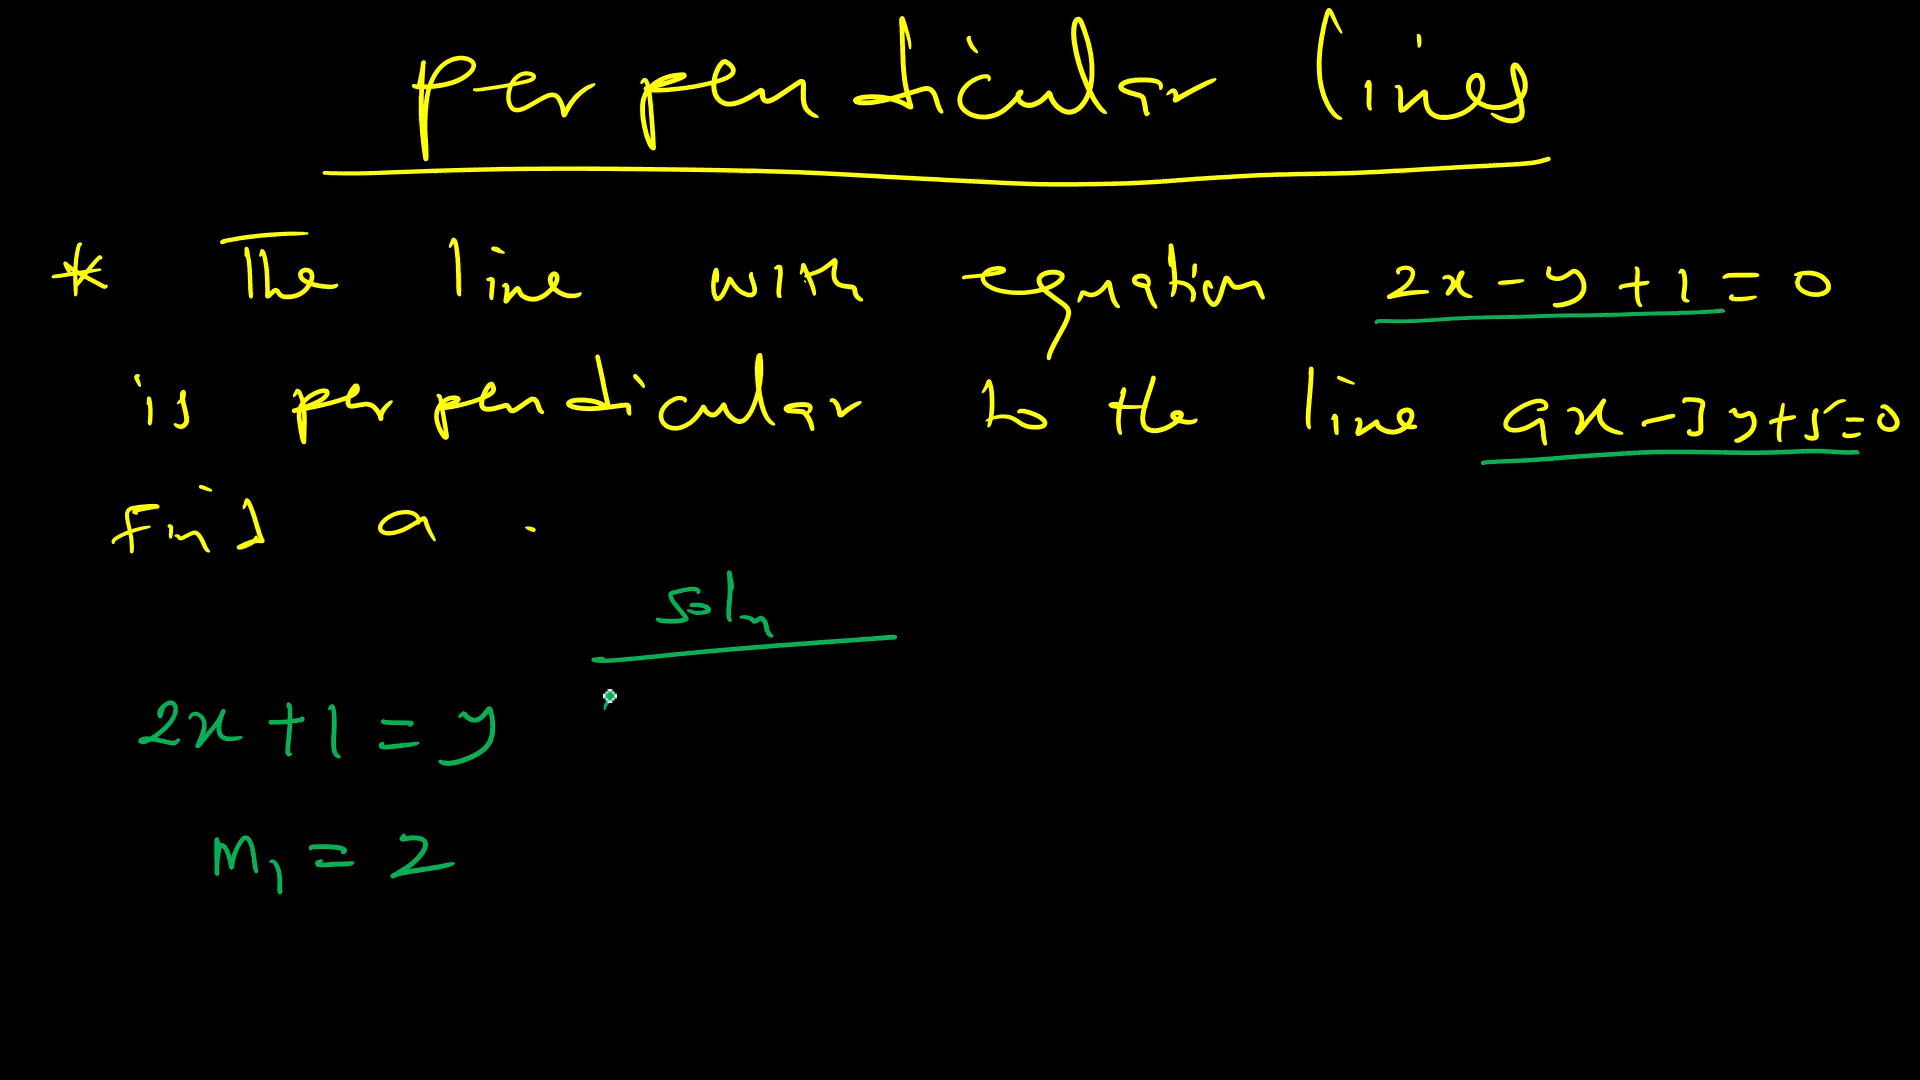 perpendicular lines
* The line with equation 2x - y + 1 = 0
is perpendicular to the line ax - 3y + 5 = 0
Find a .
soln
2x + 1 = y
m₁ = 2